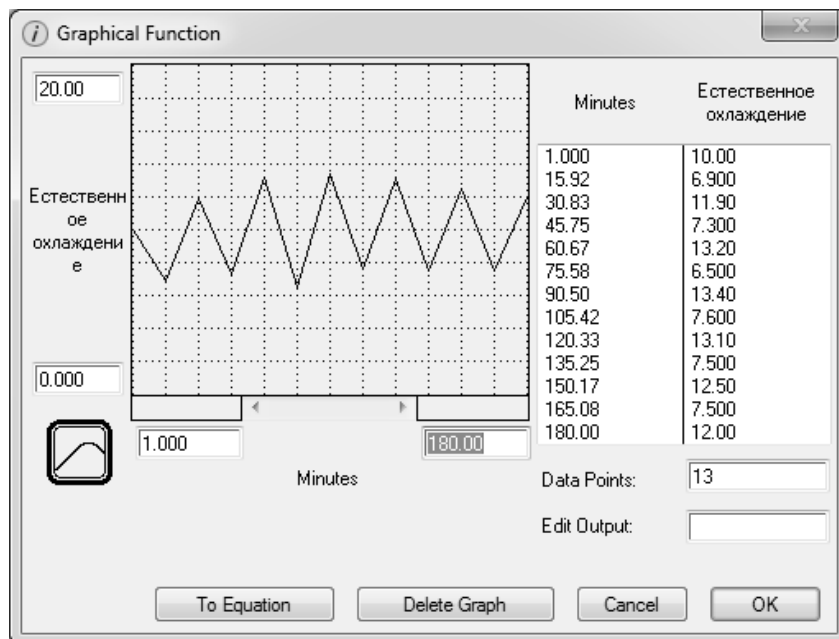 i Graphical Function
X
20.00
Естественн
ое
охлаждени
е
0.000
1.000
180.00
Minutes
Minutes
Естественное
охлаждение
1.000 10.00
15.92 6.900
30.83 11.90
45.75 7.300
60.67 13.20
75.58 6.500
90.50 13.40
105.42 7.600
120.33 13.10
135.25 7.500
150.17 12.50
165.08 7.500
180.00 12.00
Data Points: 13
Edit Output:
To Equation Delete Graph Cancel OK